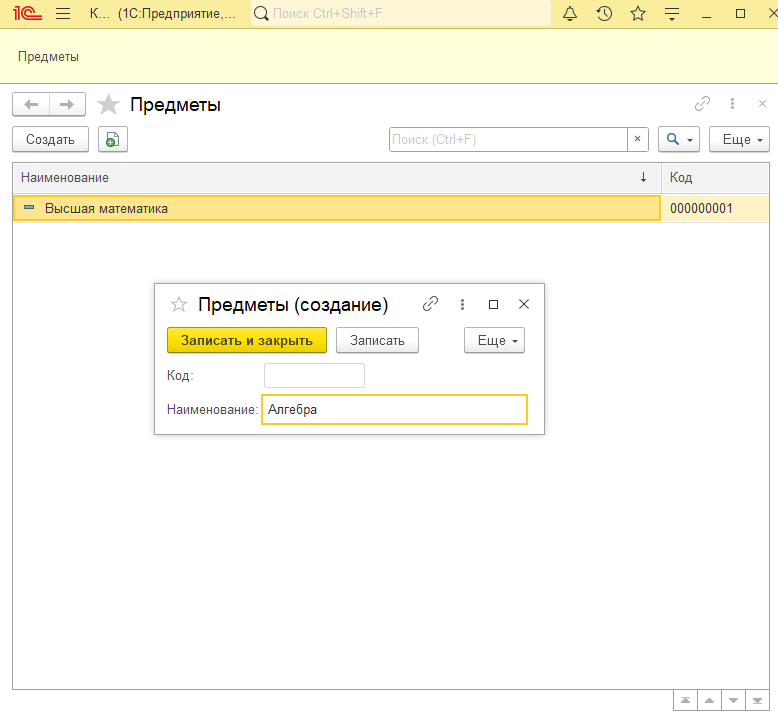 1С К... (1С:Предприятие,... Поиск Ctrl+Shift+F
Предметы
Предметы
Создать Поиск (Ctrl+F) × Еще
Наименование ↓ Код
Высшая математика 000000001
Предметы (создание)
Записать и закрыть Записать Еще
Код:
Наименование: Алгебра